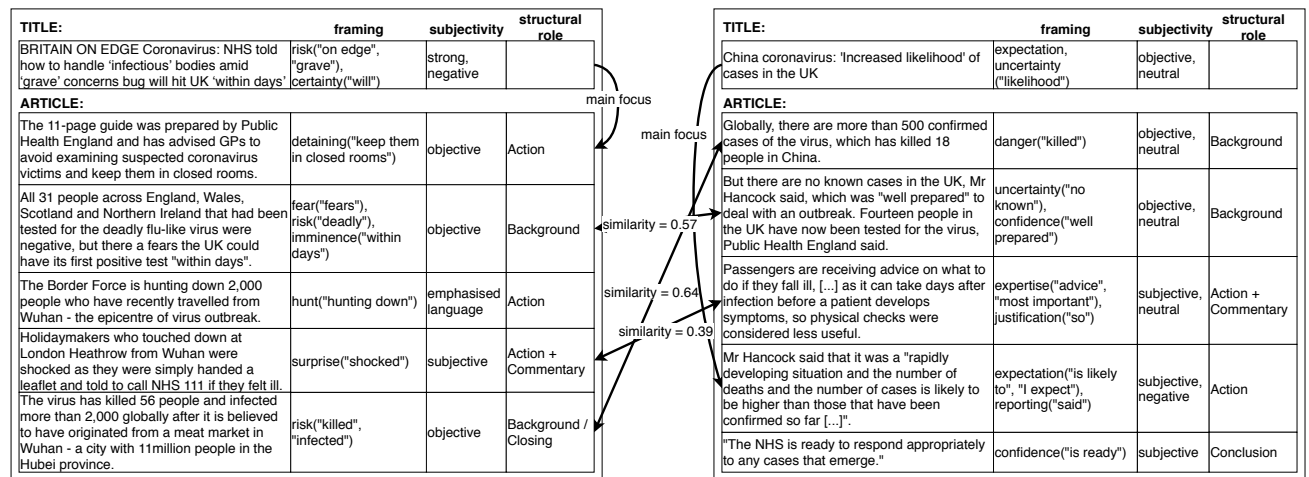 TITLE:
framing
subjectivity
structural
role
BRITAIN ON EDGE Coronavirus: NHS told
how to handle ‘infectious’ bodies amid
‘grave’ concerns bug will hit UK ‘within days’
risk("on edge",
"grave"),
certainty("will")
strong,
negative
main focus
ARTICLE:
The 11-page guide was prepared by Public
Health England and has advised GPs to
avoid examining suspected coronavirus
victims and keep them in closed rooms.
detaining("keep them
in closed rooms")
objective
Action
All 31 people across England, Wales,
Scotland and Northern Ireland that had been
tested for the deadly flu-like virus were
negative, but there a fears the UK could
have its first positive test "within days".
fear("fears"),
risk("deadly"),
imminence("within
days")
objective
Background
The Border Force is hunting down 2,000
people who have recently travelled from
Wuhan - the epicentre of virus outbreak.
hunt("hunting down")
emphasised
language
Action
Holidaymakers who touched down at
London Heathrow from Wuhan were
shocked as they were simply handed a
leaflet and told to call NHS 111 if they felt ill.
surprise("shocked")
subjective
Action +
Commentary
The virus has killed 56 people and infected
more than 2,000 globally after it is believed
to have originated from a meat market in
Wuhan - a city with 11million people in the
Hubei province.
risk("killed",
"infected")
objective
Background /
Closing
similarity = 0.57
similarity = 0.64
similarity = 0.39
TITLE:
framing
subjectivity
structural
role
China coronavirus: 'Increased likelihood' of
cases in the UK
expectation,
uncertainty
("likelihood")
objective,
neutral
main focus
ARTICLE:
Globally, there are more than 500 confirmed
cases of the virus, which has killed 18
people in China.
danger("killed")
objective,
neutral
Background
But there are no known cases in the UK, Mr
Hancock said, which was "well prepared" to
deal with an outbreak. Fourteen people in
the UK have now been tested for the virus,
Public Health England said.
uncertainty("no
known"),
confidence("well
prepared")
objective,
neutral
Background
Passengers are receiving advice on what to
do if they fall ill, [...] as it can take days after
infection before a patient develops
symptoms, so physical checks were
considered less useful.
expertise("advice",
"most important"),
justification("so")
subjective,
neutral
Action +
Commentary
Mr Hancock said that it was a "rapidly
developing situation and the number of
deaths and the number of cases is likely to
be higher than those that have been
confirmed so far [...]".
expectation("is likely
to", "I expect"),
reporting("said")
subjective,
negative
Action
"The NHS is ready to respond appropriately
to any cases that emerge."
confidence("is ready")
subjective
Conclusion